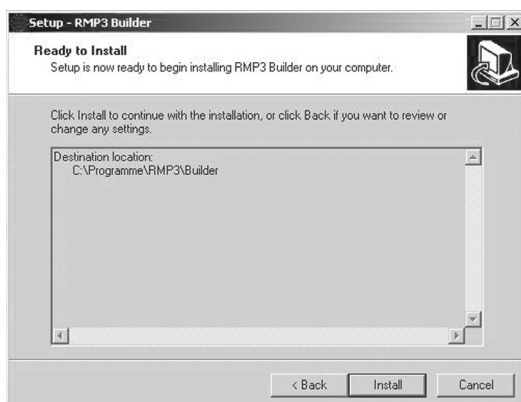 Setup - RMP3 Builder
Ready to Install
Setup is now ready to begin installing RMP3 Builder on your computer.
Click Install to continue with the installation, or click Back if you want to review or
change any settings.
Destination location:
C:\Programme\RMP3\Builder
< Back Install Cancel